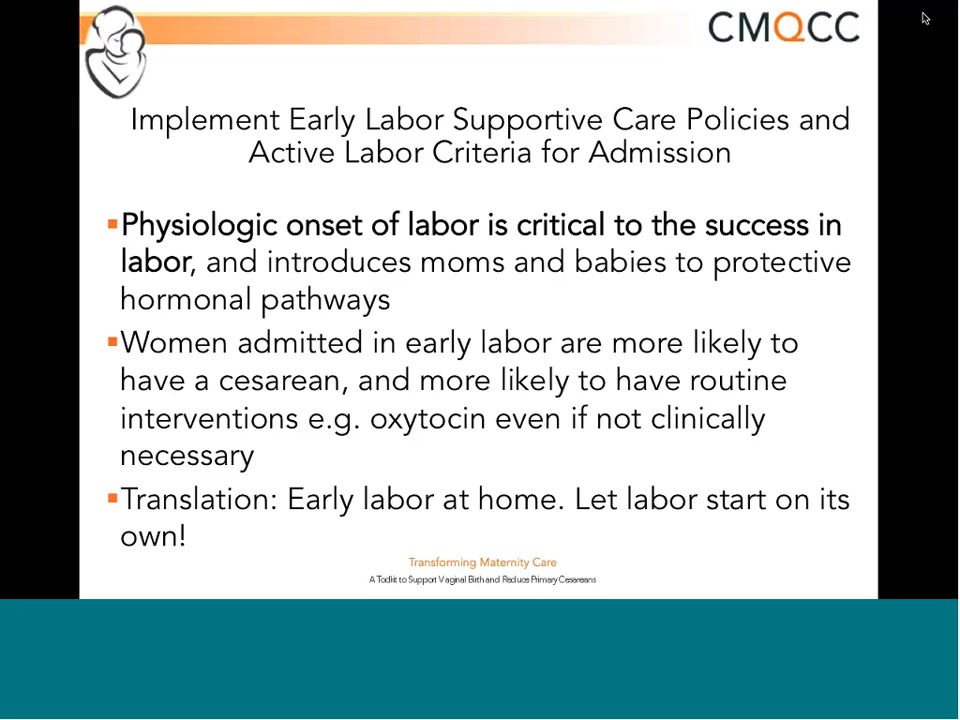 CMQCC
Implement Early Labor Supportive Care Policies and
Active Labor Criteria for Admission
▪Physiologic onset of labor is critical to the success in
labor, and introduces moms and babies to protective
hormonal pathways
▪Women admitted in early labor are more likely to
have a cesarean, and more likely to have routine
interventions e.g. oxytocin even if not clinically
necessary
▪Translation: Early labor at home. Let labor start on its
own!
Transforming Maternity Care
A Toolkit to Support Vaginal Birth and Reduce Primary Cesareans